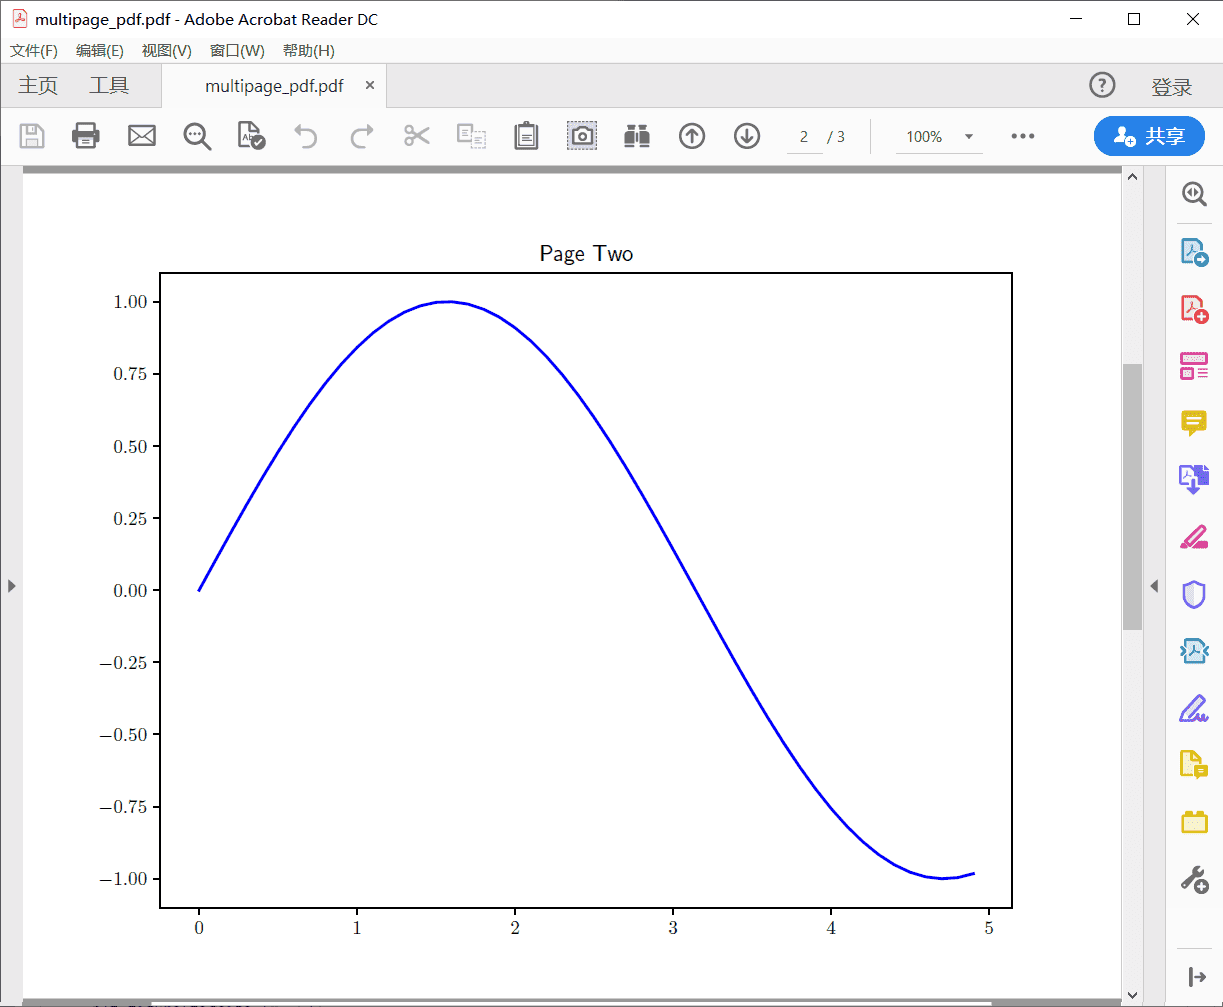 multipage_pdf.pdf - Adobe Acrobat Reader DC
文件(F) 编辑(E) 视图(V) 窗口(W) 帮助(H)
主页 工具 multipage_pdf.pdf × ? 登录
2 / 3 100% 共享
Page Two
1.00
0.75
0.50
0.25
0.00
−0.25
−0.50
−0.75
−1.00
0 1 2 3 4 5